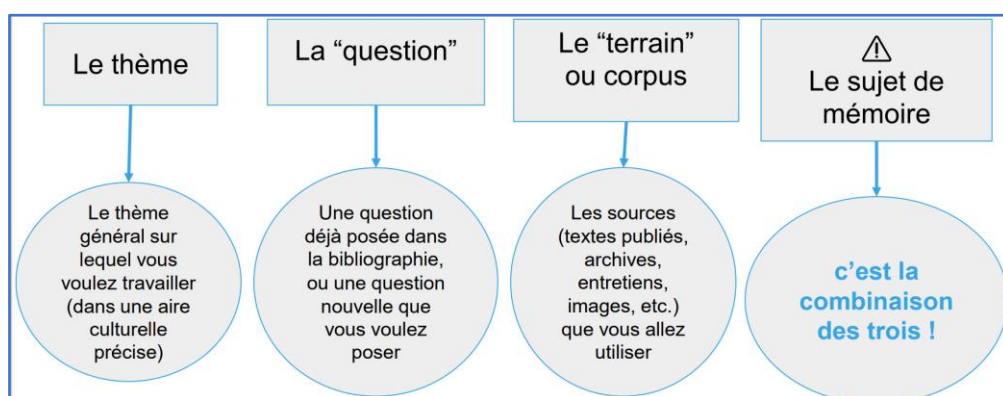 Le thème
La “question”
Le “terrain”
ou corpus
⚠
Le sujet de
mémoire
Le thème
général sur
lequel vous
voulez travailler
(dans une aire
culturelle
précise)
Une question
déjà posée dans
la bibliographie,
ou une question
nouvelle que
vous voulez
poser
Les sources
(textes publiés,
archives,
entretiens,
images, etc.)
que vous allez
utiliser
c’est la
combinaison
des trois !